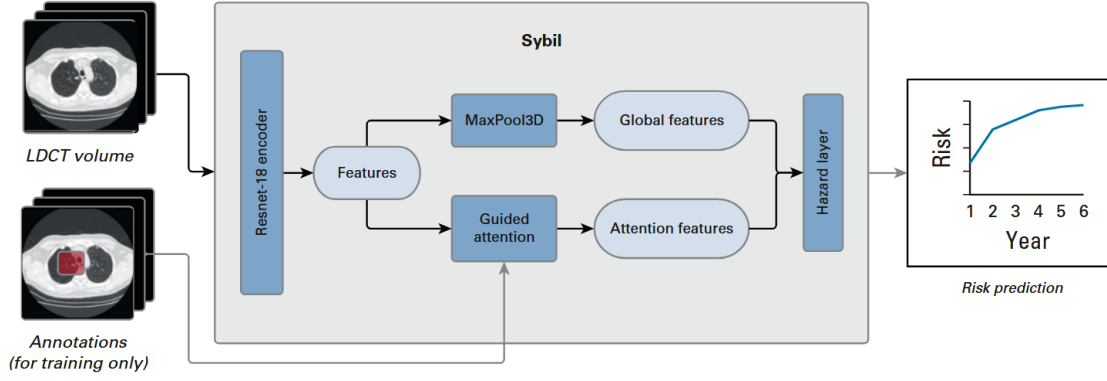 Sybil
LDCT volume
Annotations
(for training only)
Resnet-18 encoder
Features
MaxPool3D
Global features
Guided
attention
Attention features
Hazard layer
Risk
1 2 3 4 5 6
Year
Risk prediction